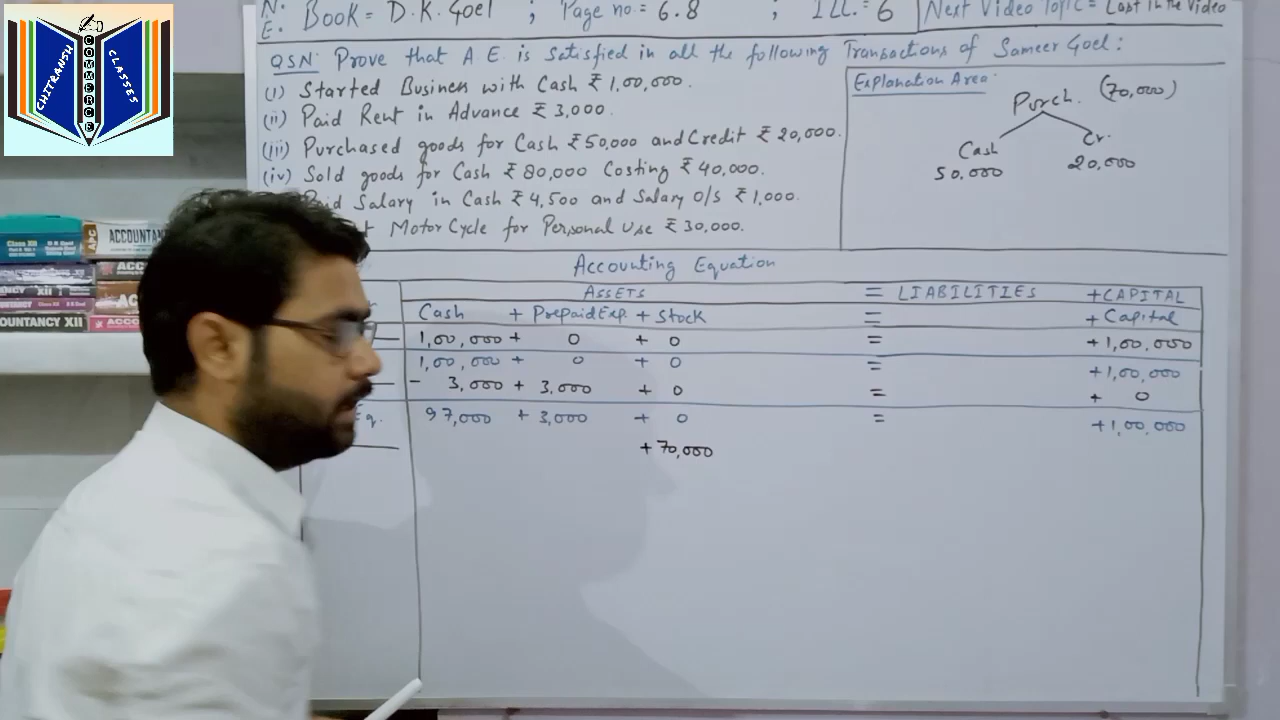 CHITRANSH COMMERCE CLASSES
N: Book = D.K. Goel ; Page no. = 6.8 ; ILL. = 6 Next Video Topic = Last in the Video
E:
QSN: Prove that A.E. is Satisfied in all the following Transactions of Sameer Goel :
(i) Started Business with Cash ₹ 1,00,000.
(ii) Paid Rent in Advance ₹ 3,000.
(iii) Purchased goods for Cash ₹ 50,000 and Credit ₹ 20,000.
(iv) Sold goods for Cash ₹ 80,000 Costing ₹ 40,000.
Salary in Cash ₹ 4,500 and Salary O/S ₹ 1,000.
Motor Cycle for Personal Use ₹ 30,000.
Explanation Area:
Purch. (70,000)
Cash Cr.
50,000 20,000
Accounting Equation
ASSETS = LIABILITIES + CAPITAL
Cash + Prepaid Exp. + Stock = + Capital
1,00,000 + 0 + 0 = + 1,00,000
1,00,000 + 0 + 0 = + 1,00,000
- 3,000 + 3,000 + 0 = + 0
Eq. 97,000 + 3,000 + 0 = + 1,00,000
+ 70,000
ACCOUNTAN
OUNTANCY XII